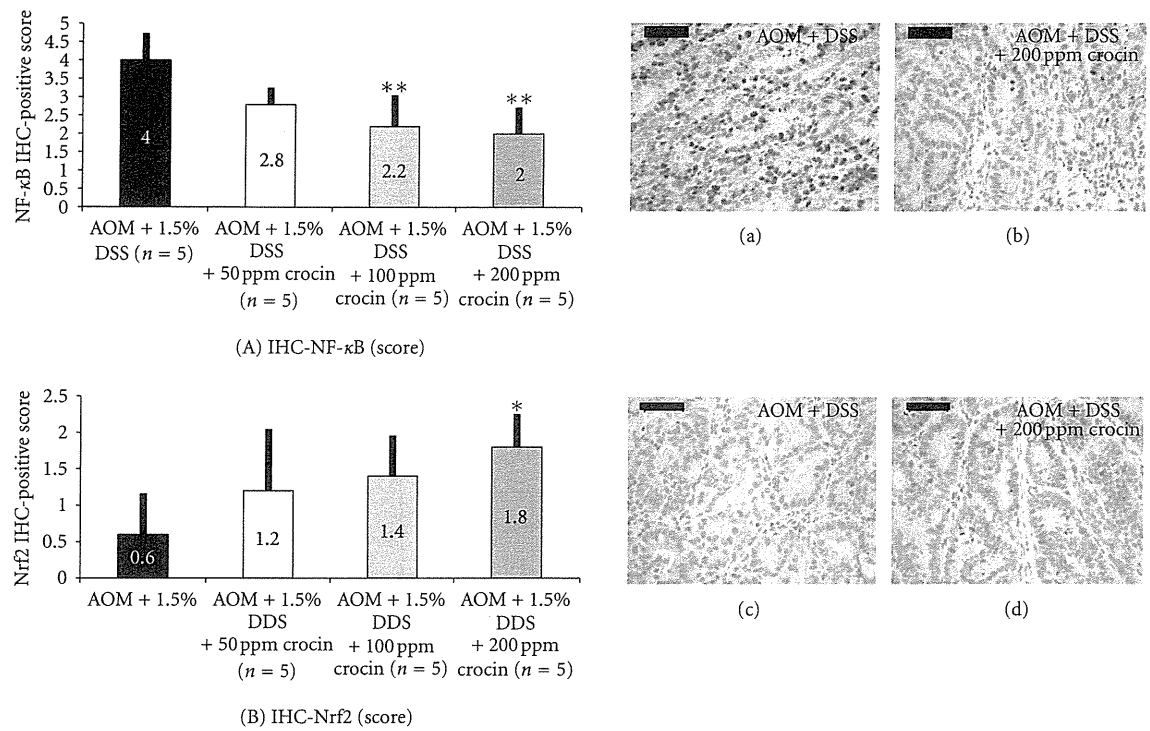 NF-κB IHC-positive score
5
4.5
4
3.5
3
2.5
2
1.5
1
0.5
0
4
2.8
**
2.2
**
2
AOM + 1.5%
DSS (n = 5)
AOM + 1.5%
DSS
+ 50 ppm crocin
(n = 5)
AOM + 1.5%
DSS
+ 100 ppm
crocin (n = 5)
AOM + 1.5%
DSS
+ 200 ppm
crocin (n = 5)
(A) IHC-NF-κB (score)
AOM + DSS
(a)
AOM + DSS
+ 200 ppm crocin
(b)
Nrf2 IHC-positive score
2.5
2
1.5
1
0.5
0
0.6
1.2
1.4
*
1.8
AOM + 1.5%
AOM + 1.5%
DDS
+ 50 ppm crocin
(n = 5)
AOM + 1.5%
DDS
+ 100 ppm
crocin (n = 5)
AOM + 1.5%
DDS
+ 200 ppm
crocin (n = 5)
(B) IHC-Nrf2 (score)
AOM + DSS
(c)
AOM + DSS
+ 200 ppm crocin
(d)